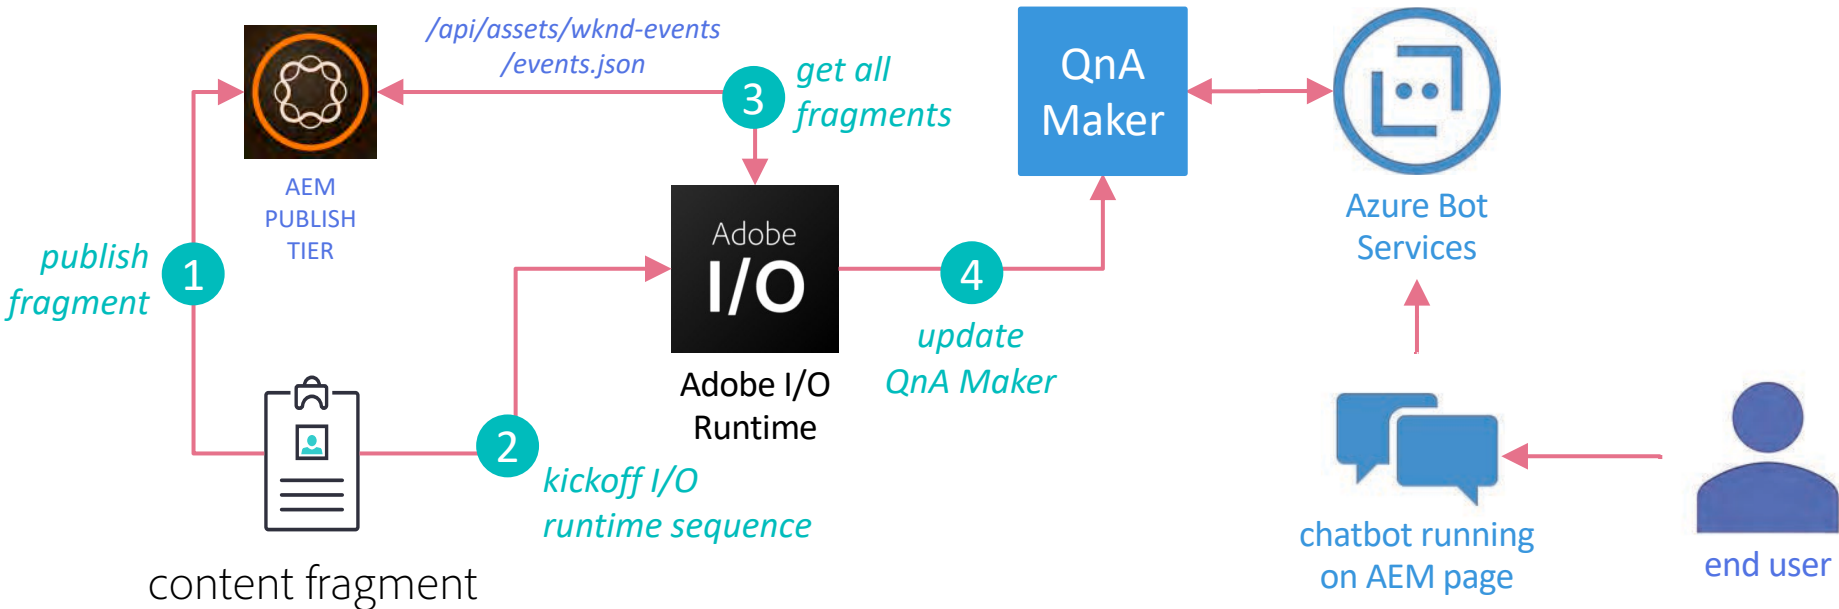 /api/assets/wknd-events
/events.json
3
get all
fragments
QnA
Maker
AEM
PUBLISH
TIER
publish
fragment
1
Adobe
I/O
Adobe I/O
Runtime
4
update
QnA Maker
Azure Bot
Services
2
kickoff I/O
runtime sequence
content fragment
chatbot running
on AEM page
end user